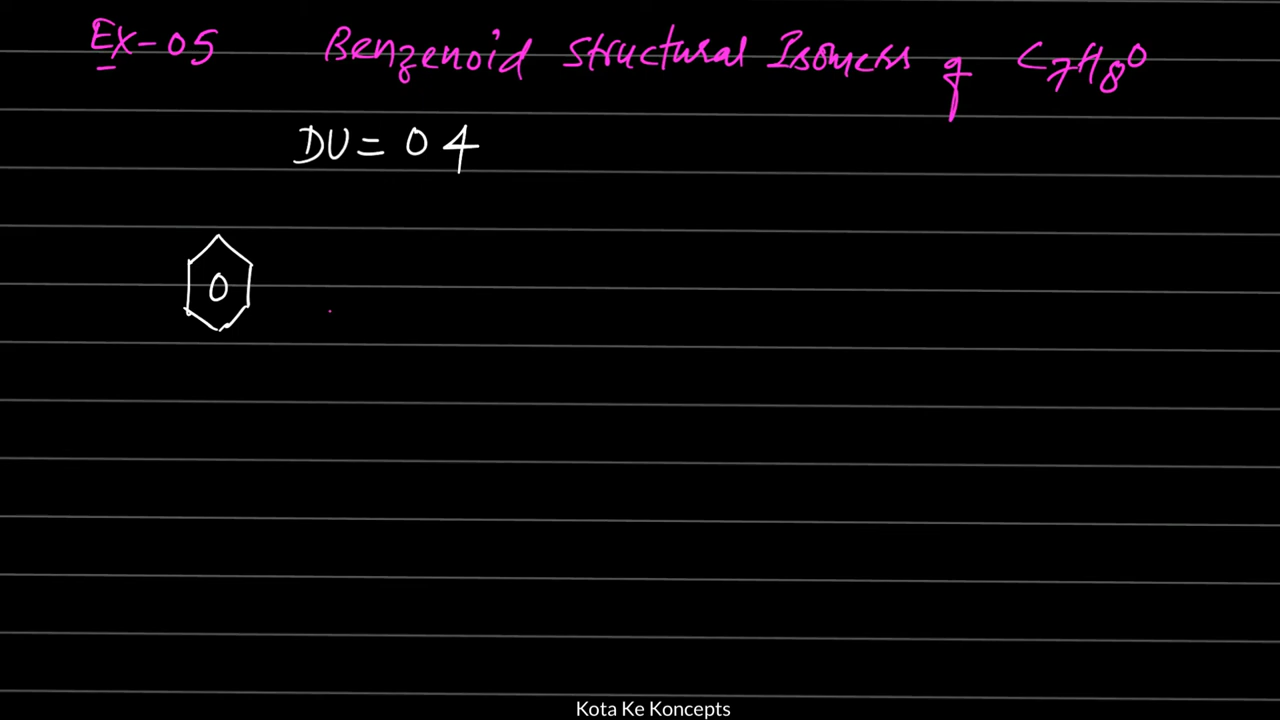 Ex-05 Benzenoid Structural Isomers of C7H8O
DU = 04
Kota Ke Koncepts